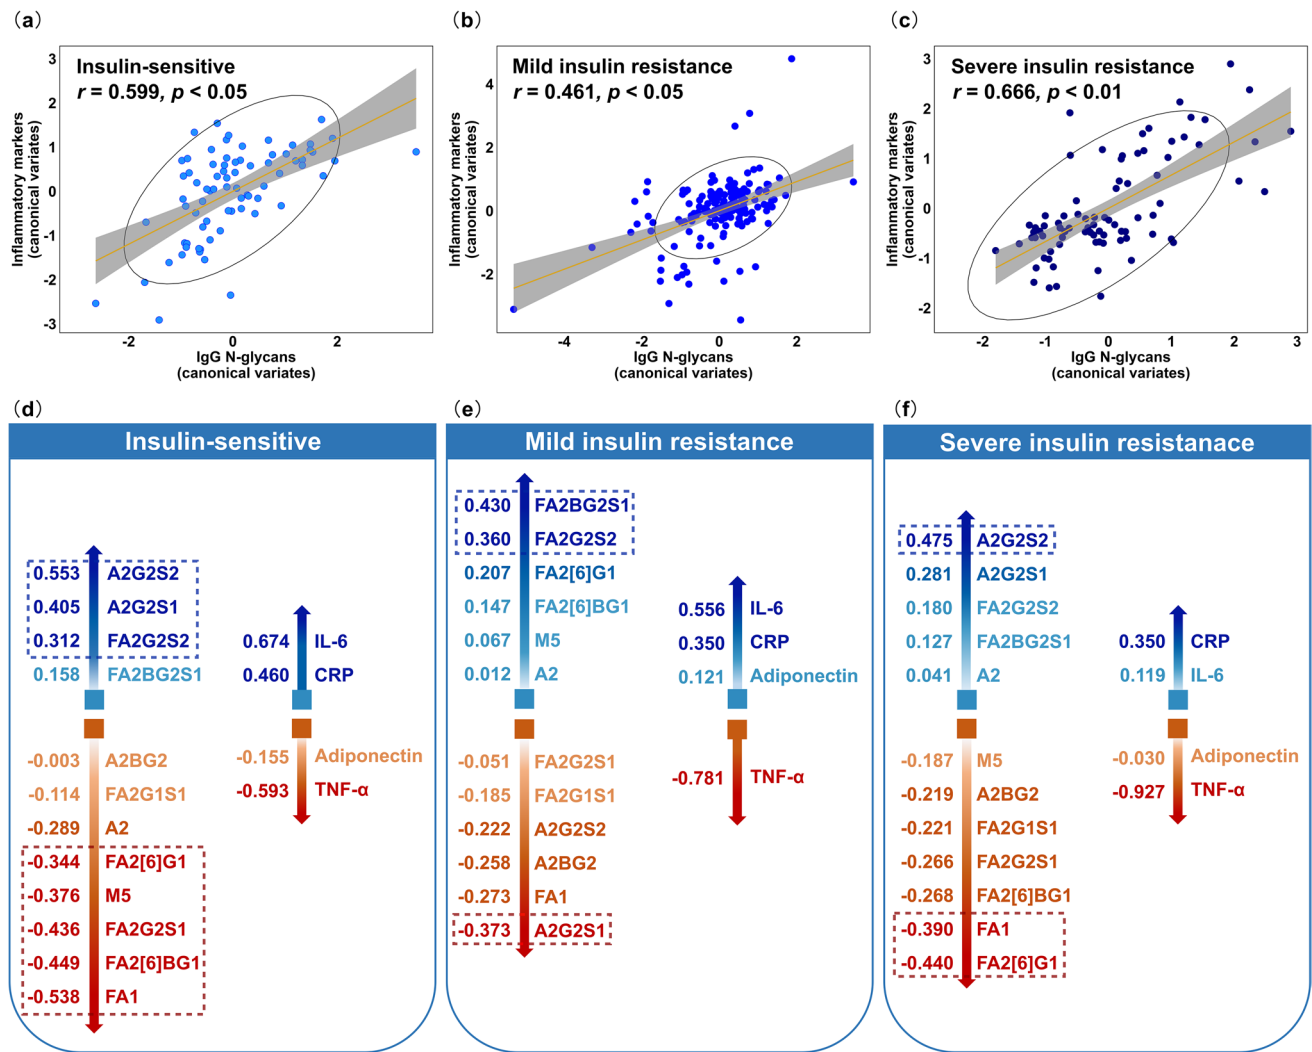 (a)
Insulin-sensitive
r = 0.599, p < 0.05
Inflammatory markers
(canonical variates)
3
2
1
0
-1
-2
-3
-2
0
2
IgG N-glycans
(canonical variates)
(b)
Mild insulin resistance
r = 0.461, p < 0.05
Inflammatory markers
(canonical variates)
4
2
0
-2
-4
-2
0
2
IgG N-glycans
(canonical variates)
(c)
Severe insulin resistance
r = 0.666, p < 0.01
Inflammatory markers
(canonical variates)
3
2
1
0
-1
-2
-1
0
1
2
3
IgG N-glycans
(canonical variates)
(d)
Insulin-sensitive
0.553 A2G2S2
0.405 A2G2S1
0.312 FA2G2S2
0.158 FA2BG2S1
-0.003 A2BG2
-0.114 FA2G1S1
-0.289 A2
-0.344 FA2[6]G1
-0.376 M5
-0.436 FA2G2S1
-0.449 FA2[6]BG1
-0.538 FA1
0.674 IL-6
0.460 CRP
-0.155 Adiponectin
-0.593 TNF-α
(e)
Mild insulin resistance
0.430 FA2BG2S1
0.360 FA2G2S2
0.207 FA2[6]G1
0.147 FA2[6]BG1
0.067 M5
0.012 A2
-0.051 FA2G2S1
-0.185 FA2G1S1
-0.222 A2G2S2
-0.258 A2BG2
-0.273 FA1
-0.373 A2G2S1
0.556 IL-6
0.350 CRP
0.121 Adiponectin
-0.781 TNF-α
(f)
Severe insulin resistanace
0.475 A2G2S2
0.281 A2G2S1
0.180 FA2G2S2
0.127 FA2BG2S1
0.041 A2
-0.187 M5
-0.219 A2BG2
-0.221 FA2G1S1
-0.266 FA2G2S1
-0.268 FA2[6]BG1
-0.390 FA1
-0.440 FA2[6]G1
0.350 CRP
0.119 IL-6
-0.030 Adiponectin
-0.927 TNF-α